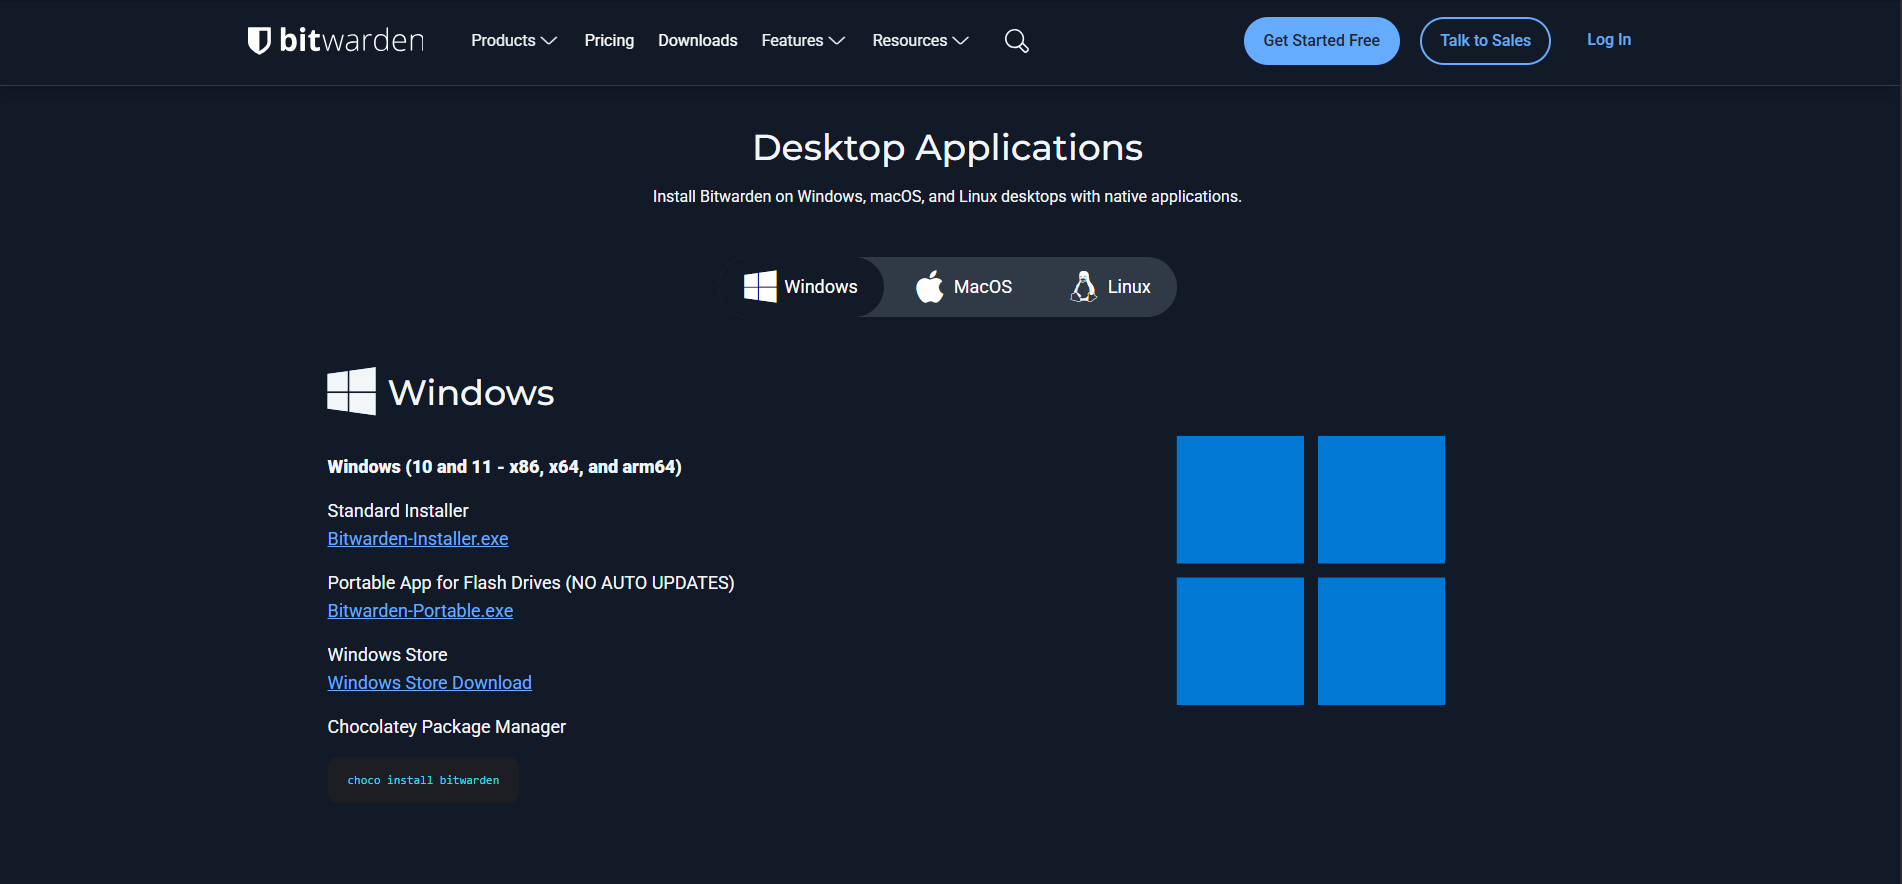 bitwarden
Products Pricing Downloads Features Resources
Get Started Free
Talk to Sales
Log In
Desktop Applications
Install Bitwarden on Windows, macOS, and Linux desktops with native applications.
Windows MacOS Linux
Windows
Windows (10 and 11 - x86, x64, and arm64)
Standard Installer
Bitwarden-Installer.exe
Portable App for Flash Drives (NO AUTO UPDATES)
Bitwarden-Portable.exe
Windows Store
Windows Store Download
Chocolatey Package Manager
choco install bitwarden